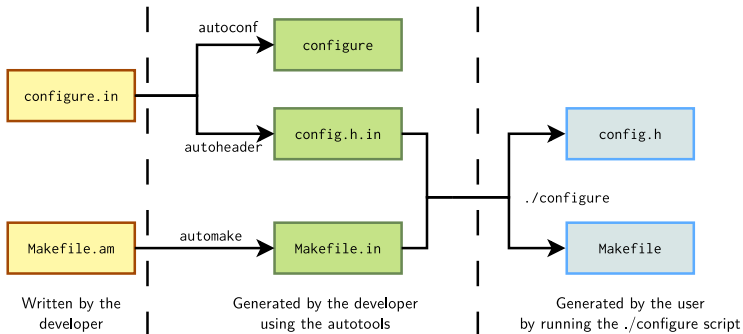 autoconf
configure
configure.in
config.h.in
config.h
autoheader
./configure
automake
Makefile.am
Makefile.in
Makefile
Written by the
developer
Generated by the developer
using the autotools
Generated by the user
by running the ./configure script